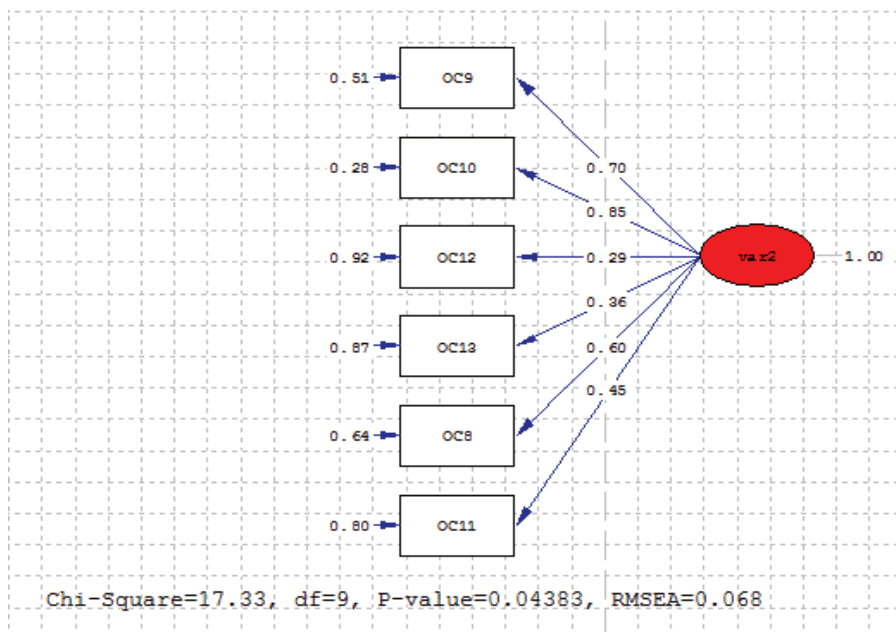 0.51 OC9
0.70
0.28 OC10
0.85
0.92 OC12 0.29 var2 1.00
0.36
0.87 OC13 0.60
0.45
0.64 OC8
0.80 OC11
Chi-Square=17.33, df=9, P-value=0.04383, RMSEA=0.068